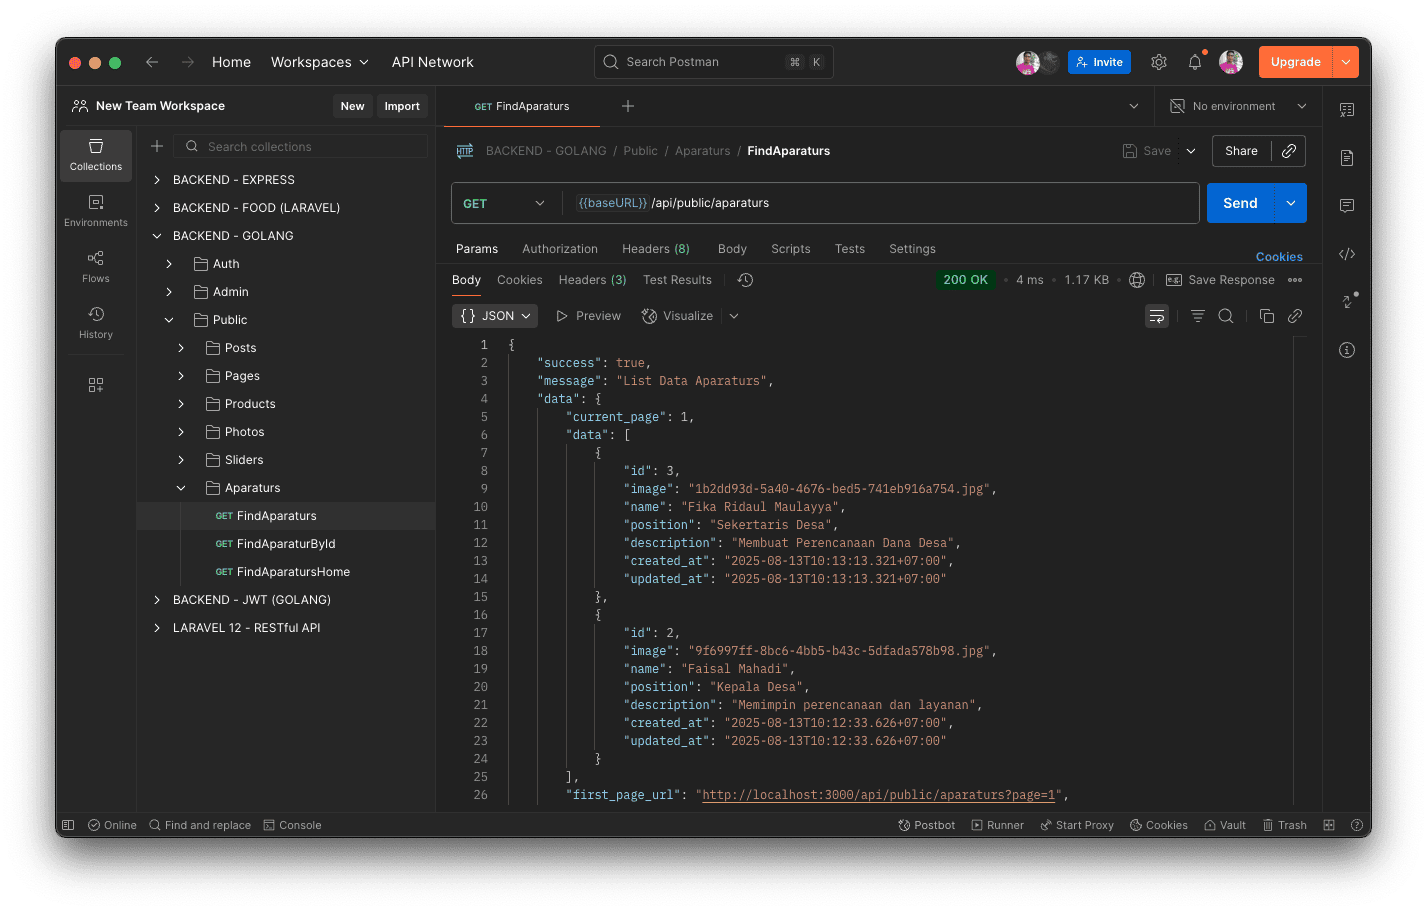 Home
Workspaces
API Network
Search Postman
⌘
K
Invite
Upgrade
New Team Workspace
New
Import
GET FindAparaturs
No environment
Collections
Environments
Flows
History
Search collections
BACKEND - EXPRESS
BACKEND - FOOD (LARAVEL)
BACKEND - GOLANG
Auth
Admin
Public
Posts
Pages
Products
Photos
Sliders
Aparaturs
GET FindAparaturs
GET FindAparaturById
GET FindAparatursHome
BACKEND - JWT (GOLANG)
LARAVEL 12 - RESTful API
HTTP
BACKEND - GOLANG / Public / Aparaturs / FindAparaturs
Save
Share
GET
{{baseURL}} /api/public/aparaturs
Send
Params
Authorization
Headers (8)
Body
Scripts
Tests
Settings
Cookies
Body
Cookies
Headers (3)
Test Results
200 OK
4 ms
1.17 KB
e.g.
Save Response
{ } JSON
Preview
Visualize
1 {
2 "success": true,
3 "message": "List Data Aparaturs",
4 "data": {
5 "current_page": 1,
6 "data": [
7 {
8 "id": 3,
9 "image": "1b2dd93d-5a40-4676-bed5-741eb916a754.jpg",
10 "name": "Fika Ridaul Maulayya",
11 "position": "Sekertaris Desa",
12 "description": "Membuat Perencanaan Dana Desa",
13 "created_at": "2025-08-13T10:13:13.321+07:00",
14 "updated_at": "2025-08-13T10:13:13.321+07:00"
15 },
16 {
17 "id": 2,
18 "image": "9f6997ff-8bc6-4bb5-b43c-5dfada578b98.jpg",
19 "name": "Faisal Mahadi",
20 "position": "Kepala Desa",
21 "description": "Memimpin perencanaan dan layanan",
22 "created_at": "2025-08-13T10:12:33.626+07:00",
23 "updated_at": "2025-08-13T10:12:33.626+07:00"
24 }
25 ],
26 "first_page_url": "http://localhost:3000/api/public/aparaturs?page=1",
Online
Find and replace
Console
Postbot
Runner
Start Proxy
Cookies
Vault
Trash